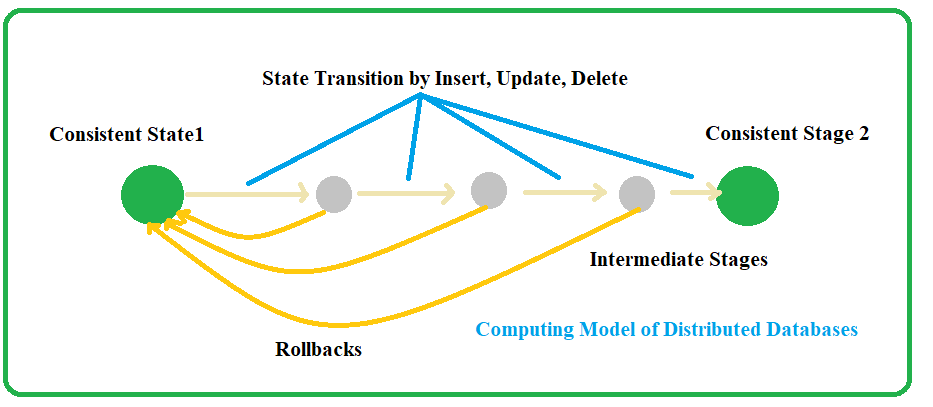 State Transition by Insert, Update, Delete
Consistent State1
Consistent Stage 2
Intermediate Stages
Computing Model of Distributed Databases
Rollbacks